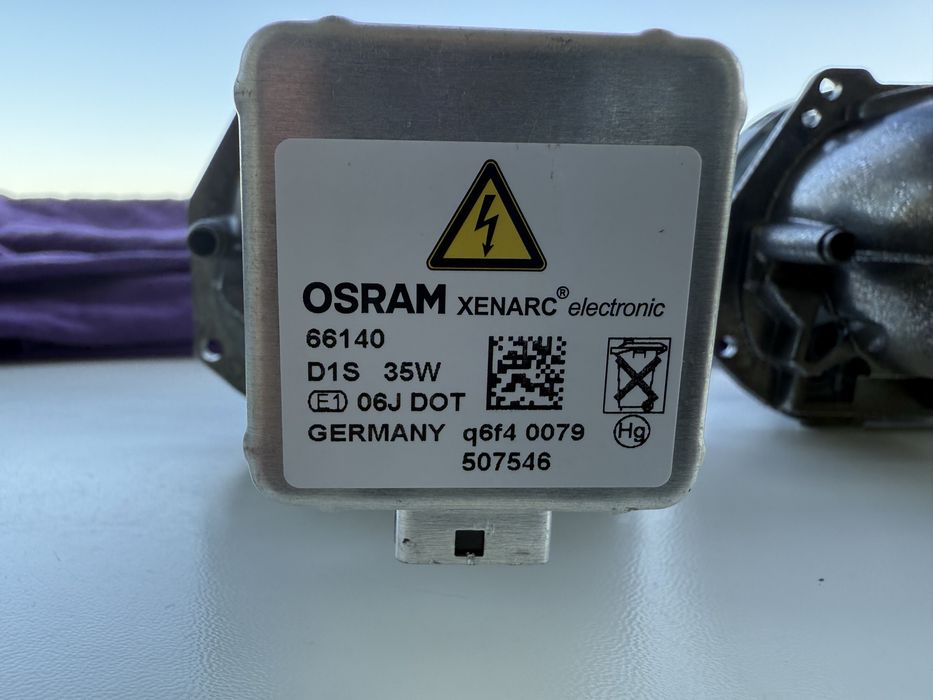 OSRAM XENARC® electronic
66140
D1S 35W
E1 06J DOT
GERMANY q6f4 0079
507546
Hg